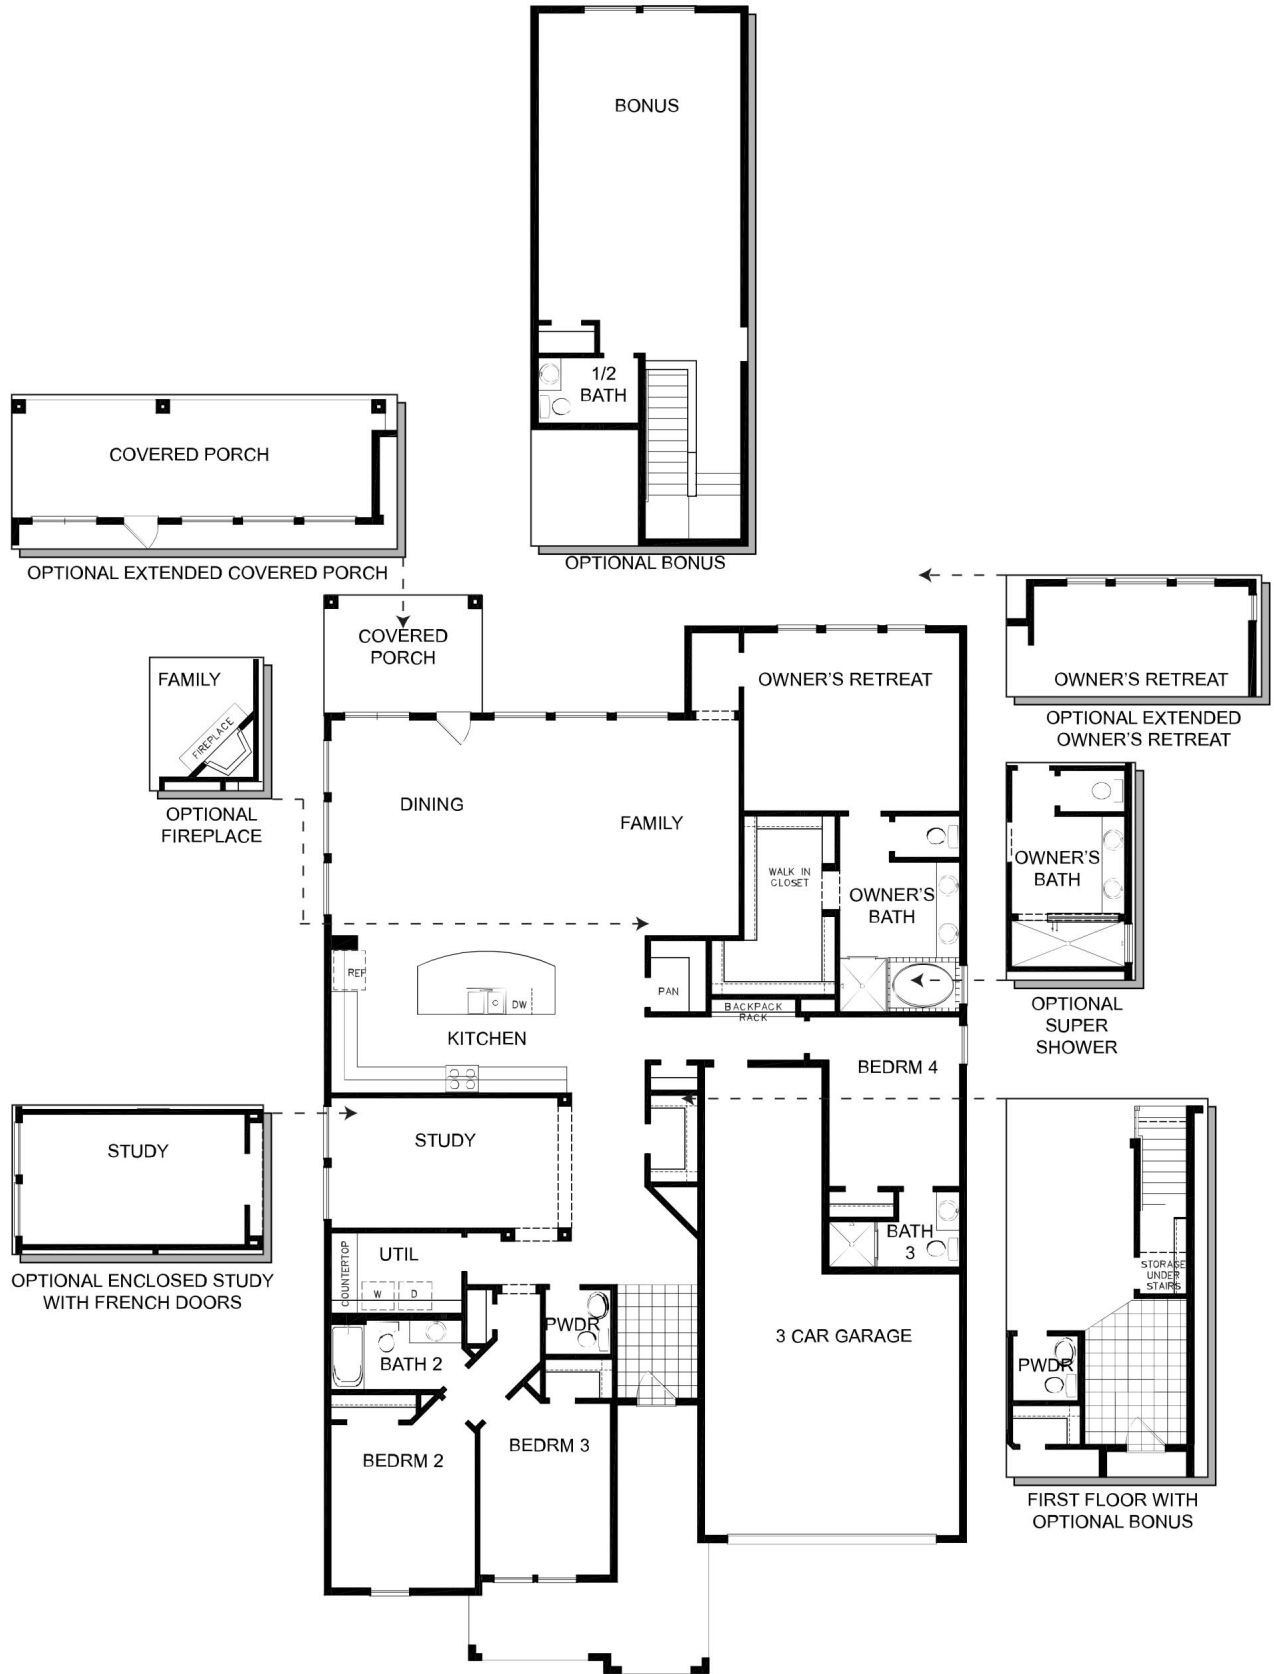 BONUS
1/2
BATH
OPTIONAL BONUS
COVERED PORCH
OPTIONAL EXTENDED COVERED PORCH
COVERED
PORCH
OWNER'S RETREAT
OWNER'S RETREAT
OPTIONAL EXTENDED
OWNER'S RETREAT
FAMILY
FIREPLACE
OPTIONAL
FIREPLACE
DINING
FAMILY
WALK IN
CLOSET
OWNER'S
BATH
OWNER'S
BATH
OPTIONAL
SUPER
SHOWER
REF
DW
PAN
BACKPACK
RACK
KITCHEN
BEDRM 4
STUDY
OPTIONAL ENCLOSED STUDY
WITH FRENCH DOORS
STUDY
UTIL
COUNTERTOP
W
D
BATH
3
PWDR
BATH 2
3 CAR GARAGE
BEDRM 2
BEDRM 3
STORAGE
UNDER
STAIRS
PWDR
FIRST FLOOR WITH
OPTIONAL BONUS